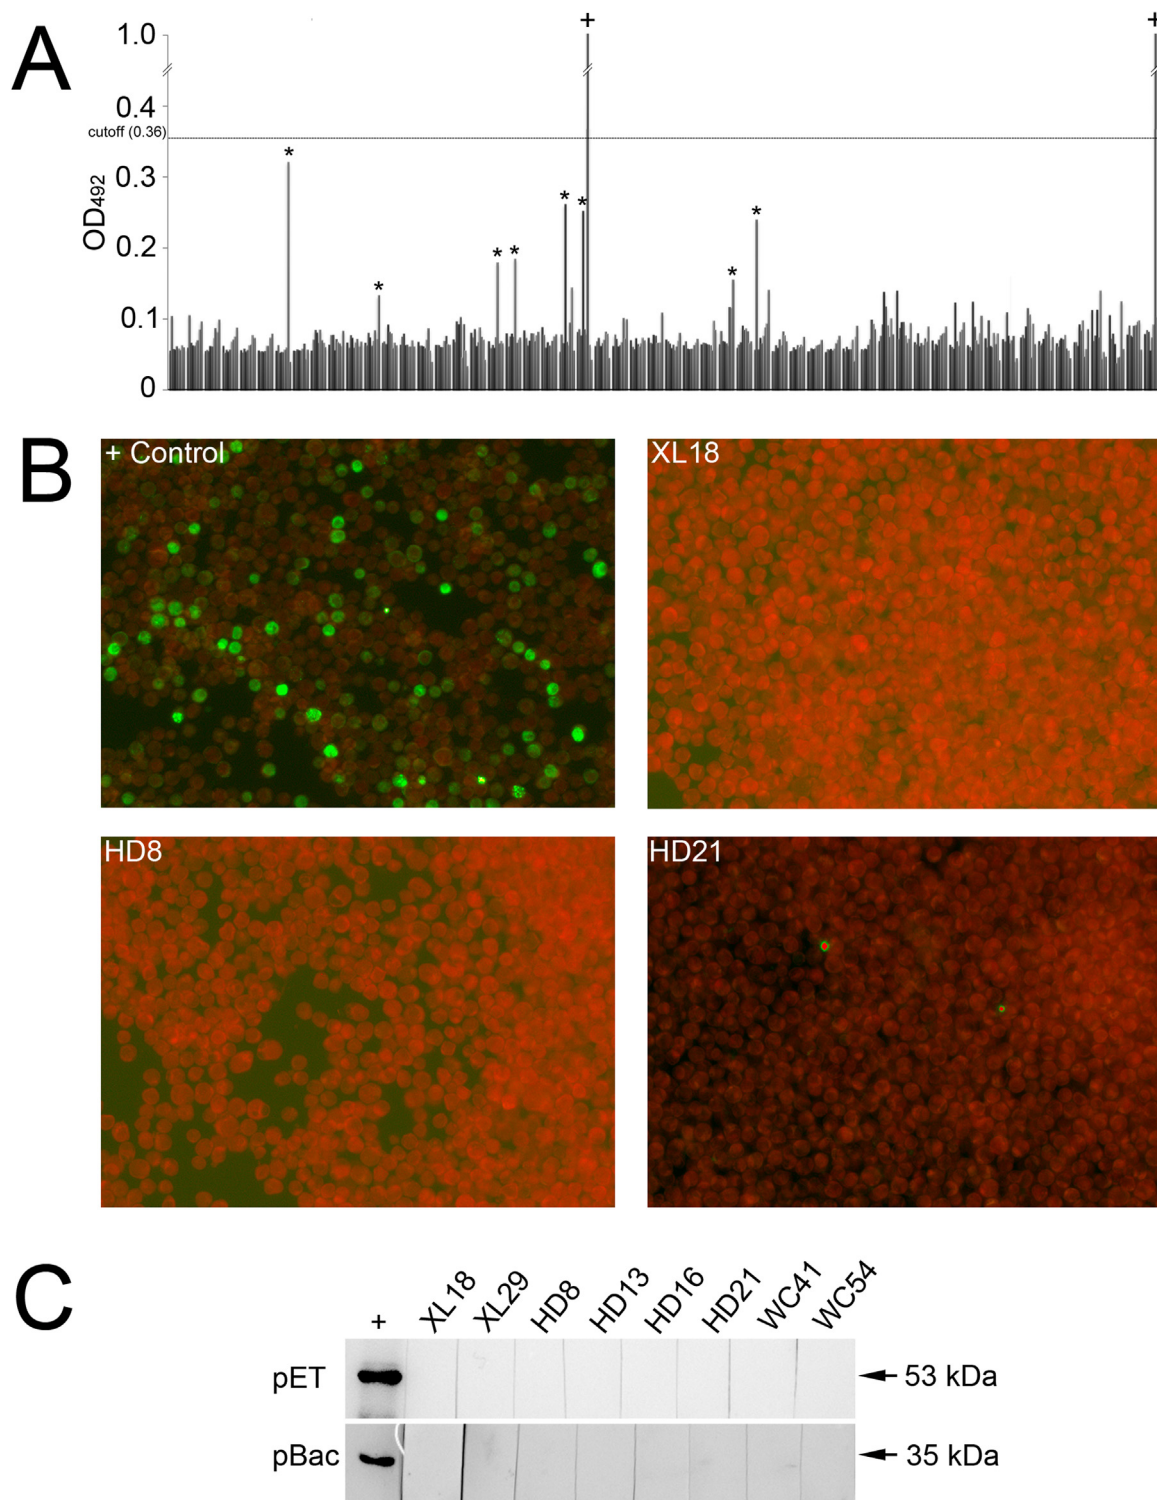 A
+ +
1.0
0.4
cutoff (0.36)
* 0.3 * * * * * * *
OD492
0.2
0.1
0
B
+ Control
XL18
HD8
HD21
C
+ XL18 XL29 HD8 HD13 HD16 HD21 WC41 WC54
pET 53 kDa
pBac 35 kDa